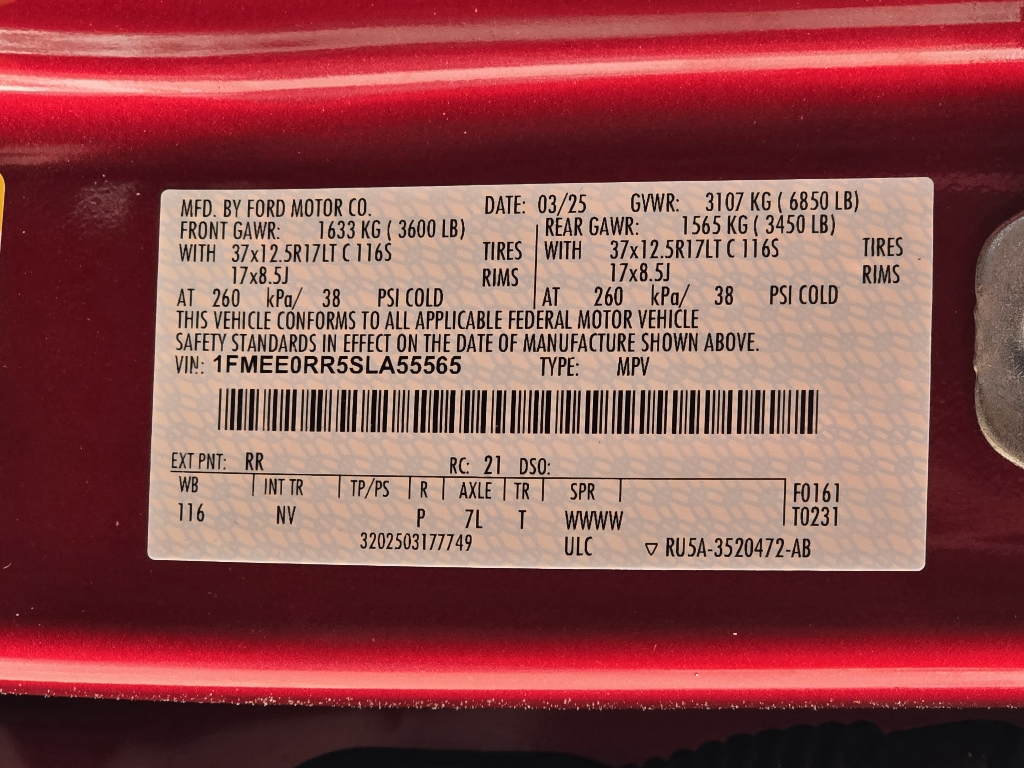 MFD. BY FORD MOTOR CO. DATE: 03/25 GVWR: 3107 KG ( 6850 LB)
FRONT GAWR: 1633 KG ( 3600 LB) REAR GAWR: 1565 KG ( 3450 LB)
WITH 37x12.5R17LT C 116S TIRES WITH 37x12.5R17LT C 116S TIRES
17x8.5J RIMS 17x8.5J RIMS
AT 260 kPa/ 38 PSI COLD AT 260 kPa/ 38 PSI COLD
THIS VEHICLE CONFORMS TO ALL APPLICABLE FEDERAL MOTOR VEHICLE
SAFETY STANDARDS IN EFFECT ON THE DATE OF MANUFACTURE SHOWN ABOVE.
VIN: 1FMEE0RR5SLA55565 TYPE: MPV
EXT PNT: RR RC: 21 DSO:
WB INT TR TP/PS R AXLE TR SPR F0161
116 NV P 7L T WWWW T0231
3202503177749 ULC ▽ RU5A-3520472-AB